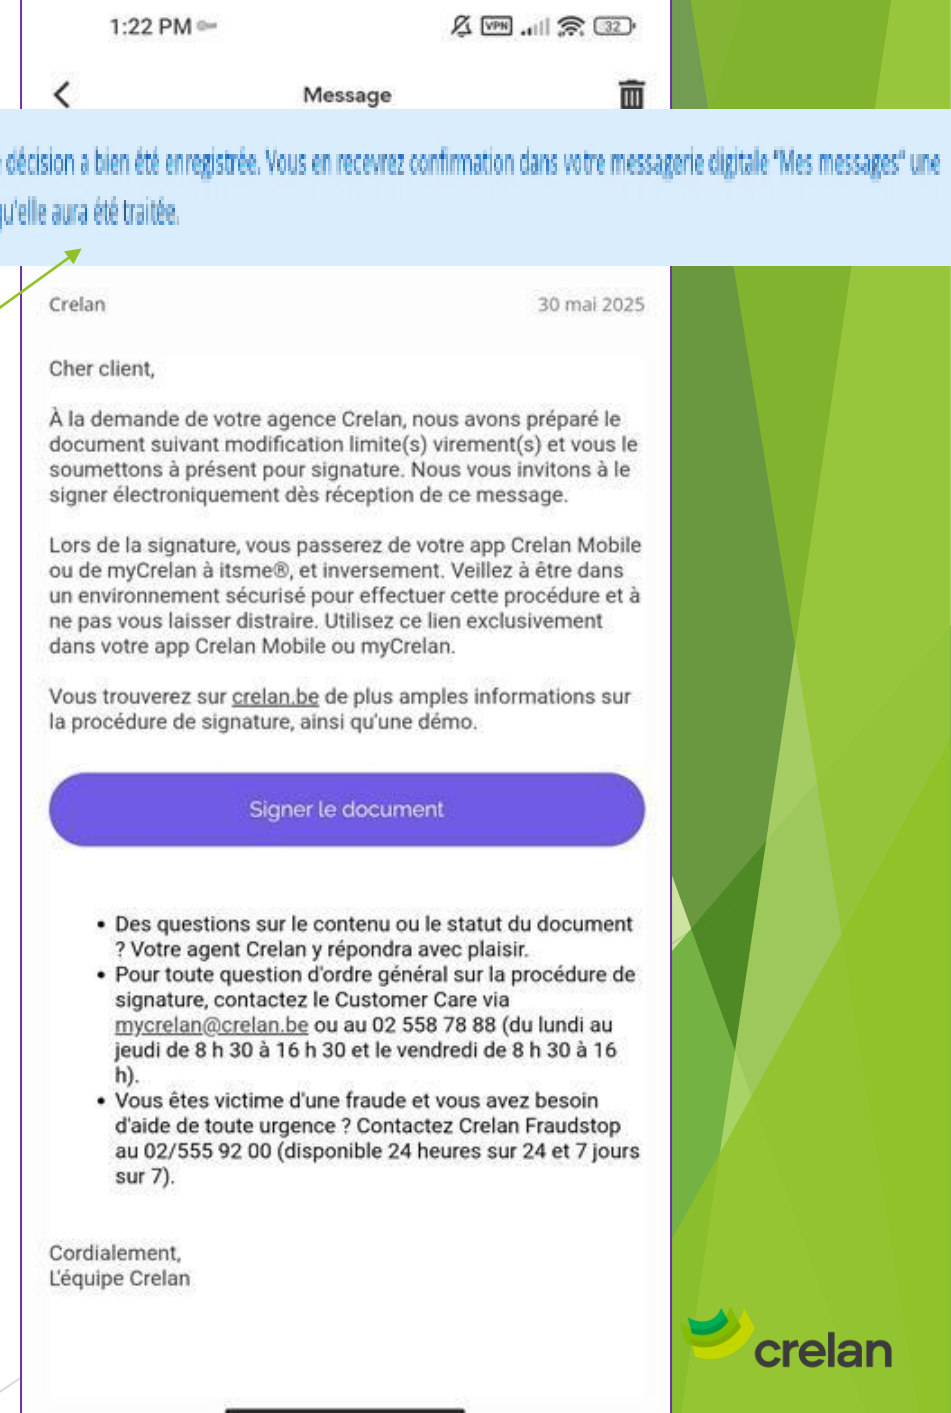 1:22 PM
VPN
32
Message
décision a bien été enregistrée. Vous en recevrez confirmation dans votre messagerie digitale "Mes messages" une
qu'elle aura été traitée.
Crelan
30 mai 2025
Cher client,
À la demande de votre agence Crelan, nous avons préparé le
document suivant modification limite(s) virement(s) et vous le
soumettons à présent pour signature. Nous vous invitons à le
signer électroniquement dès réception de ce message.
Lors de la signature, vous passerez de votre app Crelan Mobile
ou de myCrelan à itsme®, et inversement. Veillez à être dans
un environnement sécurisé pour effectuer cette procédure et à
ne pas vous laisser distraire. Utilisez ce lien exclusivement
dans votre app Crelan Mobile ou myCrelan.
Vous trouverez sur crelan.be de plus amples informations sur
la procédure de signature, ainsi qu'une démo.
Signer le document
• Des questions sur le contenu ou le statut du document
? Votre agent Crelan y répondra avec plaisir.
• Pour toute question d'ordre général sur la procédure de
signature, contactez le Customer Care via
mycrelan@crelan.be ou au 02 558 78 88 (du lundi au
jeudi de 8 h 30 à 16 h 30 et le vendredi de 8 h 30 à 16
h).
• Vous êtes victime d'une fraude et vous avez besoin
d'aide de toute urgence ? Contactez Crelan Fraudstop
au 02/555 92 00 (disponible 24 heures sur 24 et 7 jours
sur 7).
Cordialement,
L'équipe Crelan
crelan